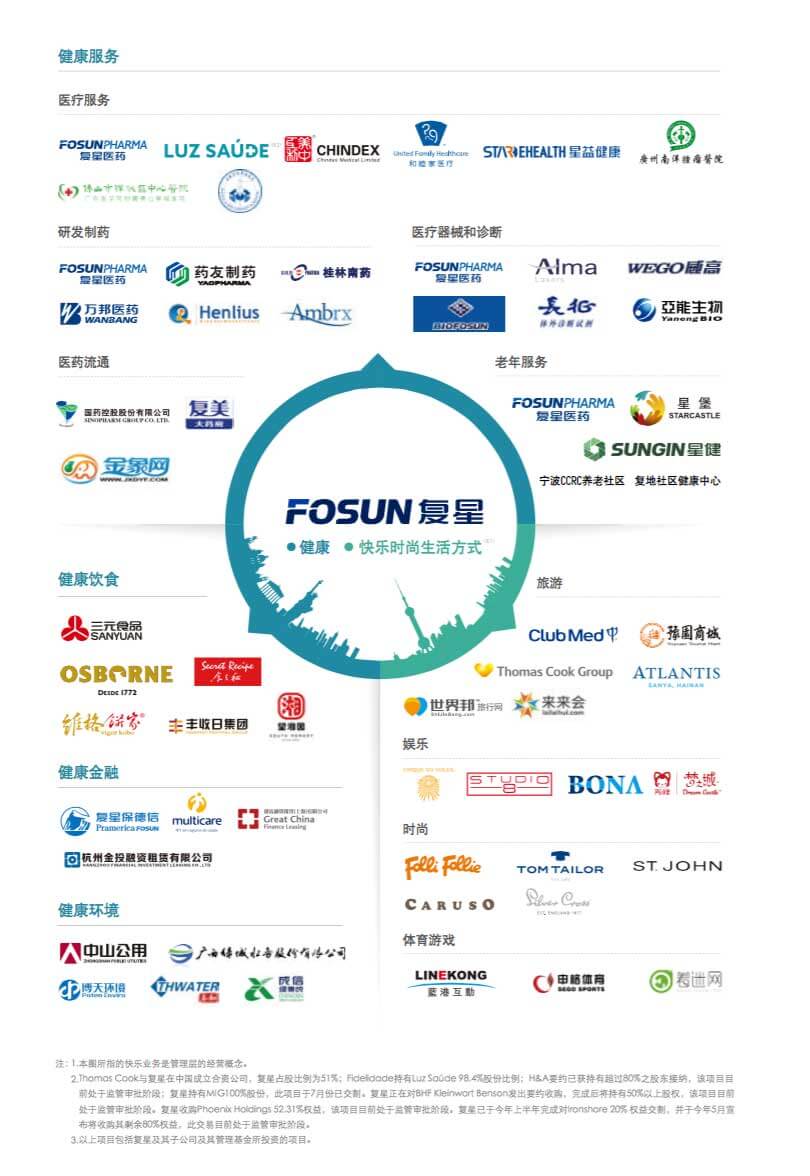 健康服务
医疗服务
FOSUNPHARMA
复星医药
LUZ SAÚDE
美中互利
CHINDEX
Chindex Medical Limited
United Family Healthcare
和睦家医疗
STAREHEALTH 星益健康
廣州南洋腫瘤醫院
佛山市禅城区中心医院
研发制药
FOSUNPHARMA
复星医药
药友制药
YAOPHARMA
桂林南药
万邦医药
WANBANG
Henlius
Ambrx
医疗器械和诊断
FOSUNPHARMA
复星医药
Alma
Lasers
WEGO 威高
BIOFOSUN
長征
体外诊断试剂
亞能生物
Yaneng BIO
医药流通
国药控股股份有限公司
SINOPHARM GROUP CO. LTD.
复美
大药房
金象网
WWW.JXDYF.COM
老年服务
FOSUNPHARMA
复星医药
星堡
STARCASTLE
SUNGIN 星健
宁波CCRC养老社区 复地社区健康中心
FOSUN 复星
健康 快乐时尚生活方式
健康饮食
三元食品
SANYUAN
OSBORNE
DESDE 1772
Secret Recipe
维格餅家
vigor kobo
丰收日集团
湘
望湘园
健康金融
复星保德信
Pramerica FOSUN
multicare
Great China
Finance Leasing
杭州金投融资租赁有限公司
HANGZHOU FINANCIAL INVESTMENT LEASING CO.,LTD
健康环境
中山公用
ZHONGSHAN PUBLIC UTILITIES
广西绿城水务股份有限公司
博天环境
Poten Enviro
THWATER
成信
旅游
Club Med
豫園商城
Yuyuan Tourist Mart
Thomas Cook Group
ATLANTIS
SANYA, HAINAN
世界邦旅行网
ShiJieBang.com
来来会
lailaihui.com
娱乐
CIRQUE DU SOLEIL
STUDIO
8
BONA
梦之城
Dream Castle
时尚
Folli Follie
TOM TAILOR
ST. JOHN
CARUSO
Silver Cross
EST. ENGLAND 1877
体育游戏
LINEKONG
蓝港互動
申格体育
SEGO SPORTS
着迷网
注：1.本图所指的快乐业务是管理层的经营概念。
2.Thomas Cook与复星在中国成立合资公司，复星占股比例为51%；Fidelidade持有Luz Saúde 98.4%股份比例；H&A要约已获持有超过80%之股东接纳，该项目目
前处于监管审批阶段；复星持有MIG100%股份，此项目于7月份已交割。复星正在对BHF Kleinwort Benson发出要约收购，完成后将持有50%以上股权，该项目目前
处于监管审批阶段。复星收购Phoenix Holdings 52.31%权益，该项目目前处于监管审批阶段。复星已于今年上半年完成对Ironshore 20% 权益交割，并于今年5月宣
布将收购其剩余80%权益，此交易目前处于监管审批阶段。
3.以上项目包括复星及其子公司及其管理基金所投资的项目。